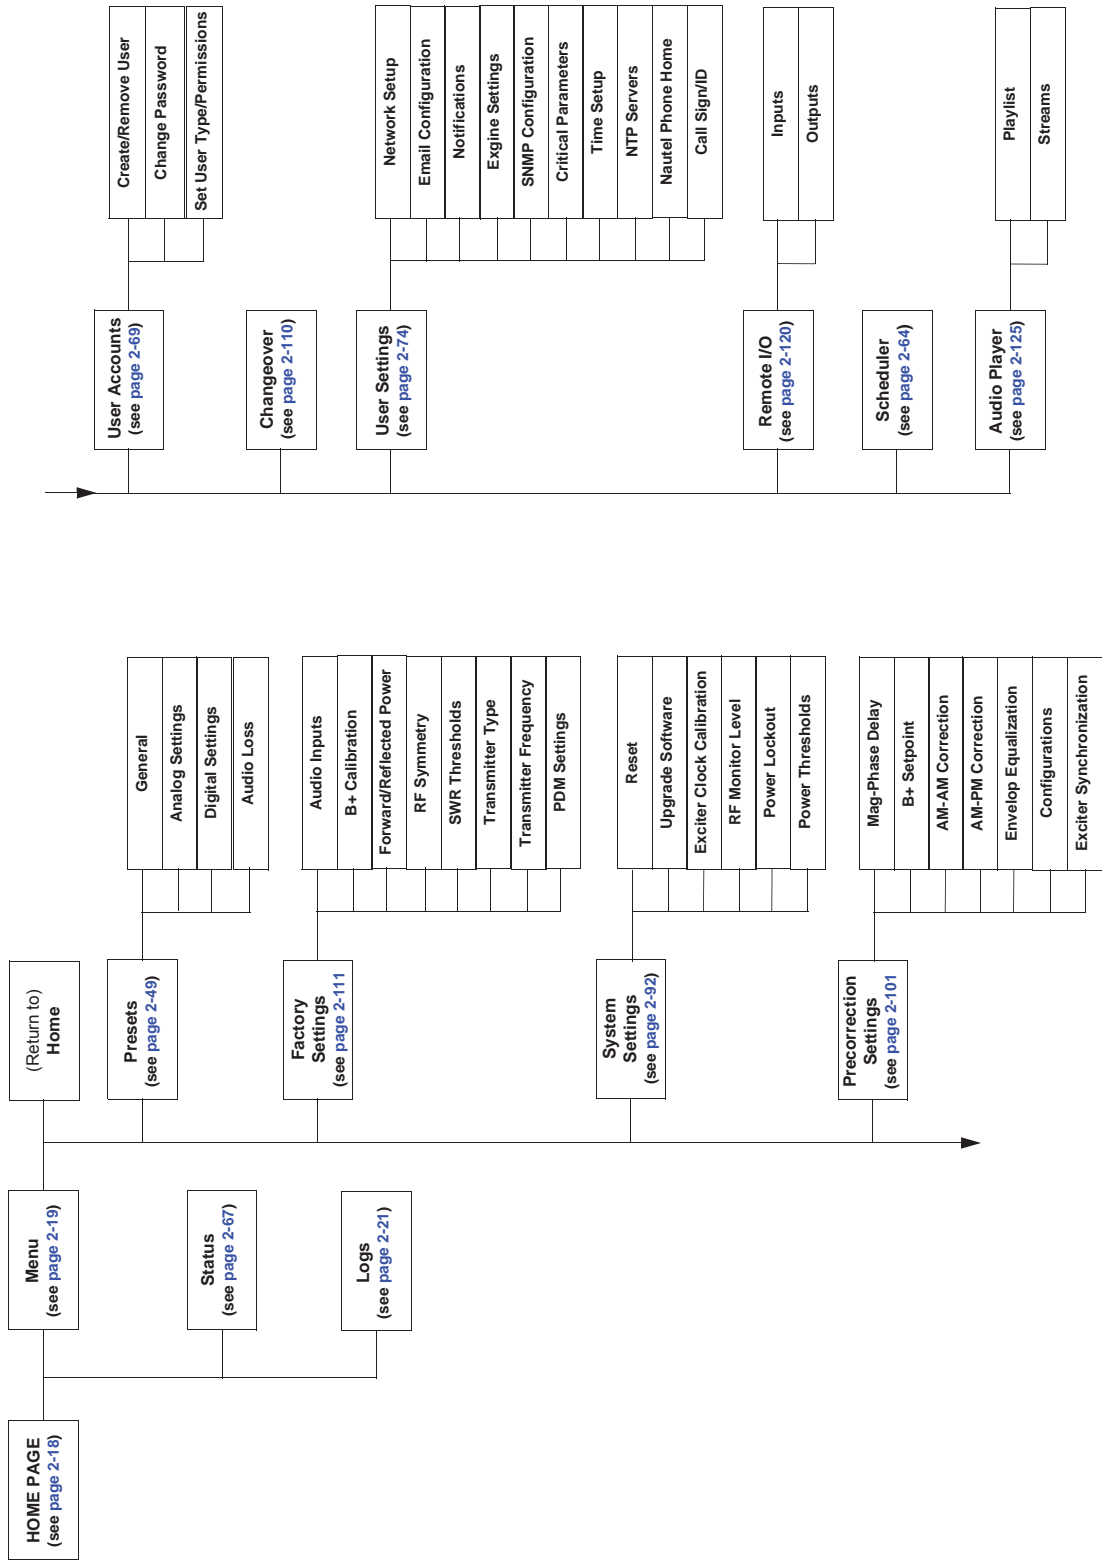 HOME PAGE
(see page 2-18)
Menu
(see page 2-19)
Status
(see page 2-67)
Logs
(see page 2-21)
(Return to)
Home
Presets
(see page 2-49)
General
Analog Settings
Digital Settings
Audio Loss
Factory
Settings
(see page 2-111
Audio Inputs
B+ Calibration
Forward/Reflected Power
RF Symmetry
SWR Thresholds
Transmitter Type
Transmitter Frequency
PDM Settings
System
Settings
(see page 2-92)
Reset
Upgrade Software
Exciter Clock Calibration
RF Monitor Level
Power Lockout
Power Thresholds
Precorrection
Settings
(see page 2-101
Mag-Phase Delay
B+ Setpoint
AM-AM Correction
AM-PM Correction
Envelop Equalization
Configurations
Exciter Synchronization
User Accounts
(see page 2-69)
Create/Remove User
Change Password
Set User Type/Permissions
Changeover
(see page 2-110)
User Settings
(see page 2-74)
Network Setup
Email Configuration
Notifications
Exgine Settings
SNMP Configuration
Critical Parameters
Time Setup
NTP Servers
Nautel Phone Home
Call Sign/ID
Remote I/O
(see page 2-120)
Inputs
Outputs
Scheduler
(see page 2-64)
Audio Player
(see page 2-125)
Playlist
Streams